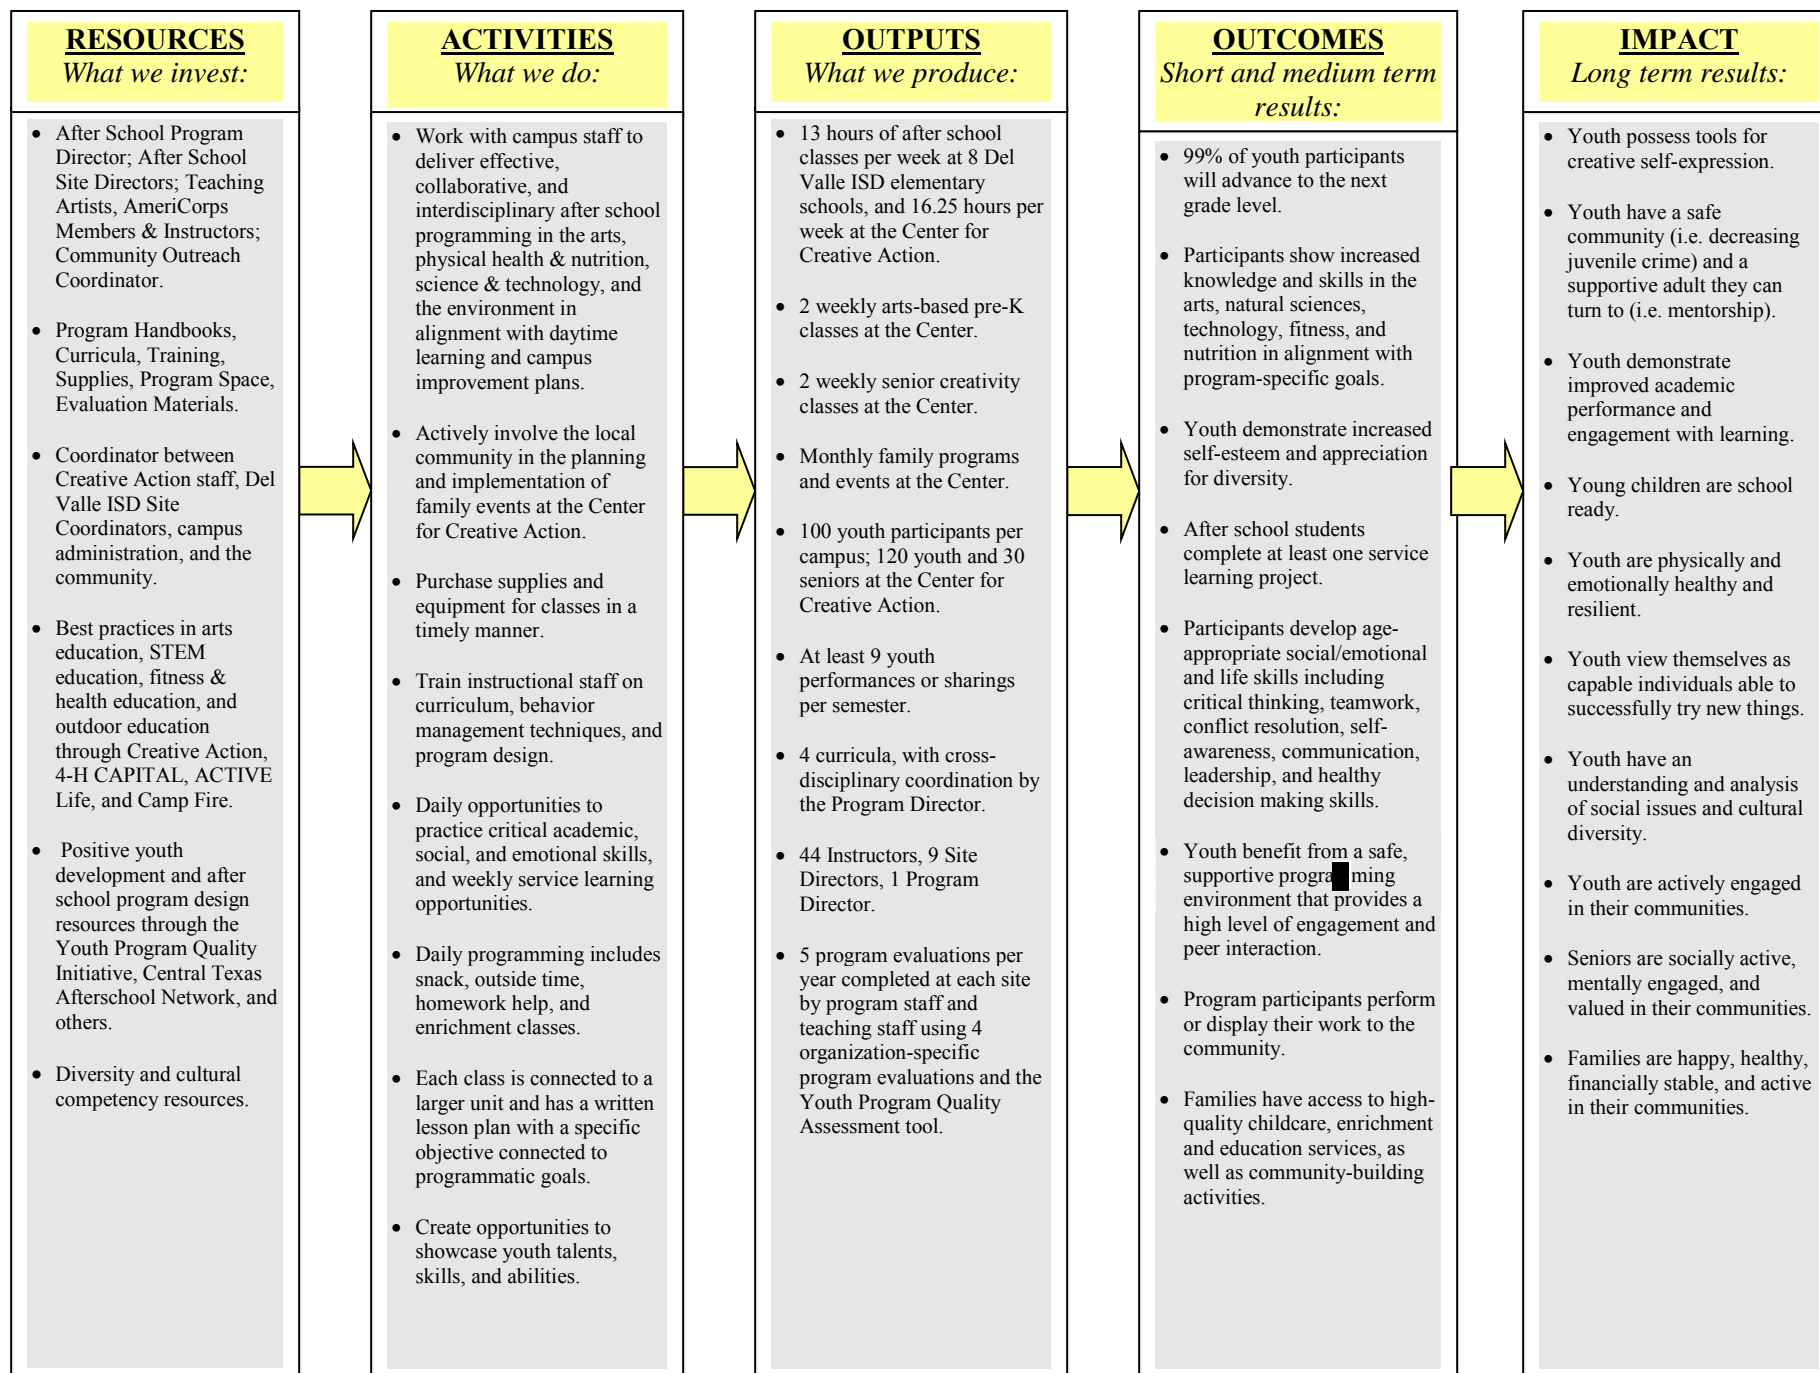 RESOURCES
What we invest:
• After School Program
Director; After School
Site Directors; Teaching
Artists, AmeriCorps
Members & Instructors;
Community Outreach
Coordinator.
• Program Handbooks,
Curricula, Training,
Supplies, Program Space,
Evaluation Materials.
• Coordinator between
Creative Action staff, Del
Valle ISD Site
Coordinators, campus
administration, and the
community.
• Best practices in arts
education, STEM
education, fitness &
health education, and
outdoor education
through Creative Action,
4-H CAPITAL, ACTIVE
Life, and Camp Fire.
• Positive youth
development and after
school program design
resources through the
Youth Program Quality
Initiative, Central Texas
Afterschool Network, and
others.
• Diversity and cultural
competency resources.
ACTIVITIES
What we do:
• Work with campus staff to
deliver effective,
collaborative, and
interdisciplinary after school
programming in the arts,
physical health & nutrition,
science & technology, and
the environment in
alignment with daytime
learning and campus
improvement plans.
• Actively involve the local
community in the planning
and implementation of
family events at the Center
for Creative Action.
• Purchase supplies and
equipment for classes in a
timely manner.
• Train instructional staff on
curriculum, behavior
management techniques, and
program design.
• Daily opportunities to
practice critical academic,
social, and emotional skills,
and weekly service learning
opportunities.
• Daily programming includes
snack, outside time,
homework help, and
enrichment classes.
• Each class is connected to a
larger unit and has a written
lesson plan with a specific
objective connected to
programmatic goals.
• Create opportunities to
showcase youth talents,
skills, and abilities.
OUTPUTS
What we produce:
• 13 hours of after school
classes per week at 8 Del
Valle ISD elementary
schools, and 16.25 hours per
week at the Center for
Creative Action.
• 2 weekly arts-based pre-K
classes at the Center.
• 2 weekly senior creativity
classes at the Center.
• Monthly family programs
and events at the Center.
• 100 youth participants per
campus; 120 youth and 30
seniors at the Center for
Creative Action.
• At least 9 youth
performances or sharings
per semester.
• 4 curricula, with cross-
disciplinary coordination by
the Program Director.
• 44 Instructors, 9 Site
Directors, 1 Program
Director.
• 5 program evaluations per
year completed at each site
by program staff and
teaching staff using 4
organization-specific
program evaluations and the
Youth Program Quality
Assessment tool.
OUTCOMES
Short and medium term
results:
• 99% of youth participants
will advance to the next
grade level.
• Participants show increased
knowledge and skills in the
arts, natural sciences,
technology, fitness, and
nutrition in alignment with
program-specific goals.
• Youth demonstrate increased
self-esteem and appreciation
for diversity.
• After school students
complete at least one service
learning project.
• Participants develop age-
appropriate social/emotional
and life skills including
critical thinking, teamwork,
conflict resolution, self-
awareness, communication,
leadership, and healthy
decision making skills.
• Youth benefit from a safe,
supportive programming
environment that provides a
high level of engagement and
peer interaction.
• Program participants perform
or display their work to the
community.
• Families have access to high-
quality childcare, enrichment
and education services, as
well as community-building
activities.
IMPACT
Long term results:
• Youth possess tools for
creative self-expression.
• Youth have a safe
community (i.e. decreasing
juvenile crime) and a
supportive adult they can
turn to (i.e. mentorship).
• Youth demonstrate
improved academic
performance and
engagement with learning.
• Young children are school
ready.
• Youth are physically and
emotionally healthy and
resilient.
• Youth view themselves as
capable individuals able to
successfully try new things.
• Youth have an
understanding and analysis
of social issues and cultural
diversity.
• Youth are actively engaged
in their communities.
• Seniors are socially active,
mentally engaged, and
valued in their communities.
• Families are happy, healthy,
financially stable, and active
in their communities.